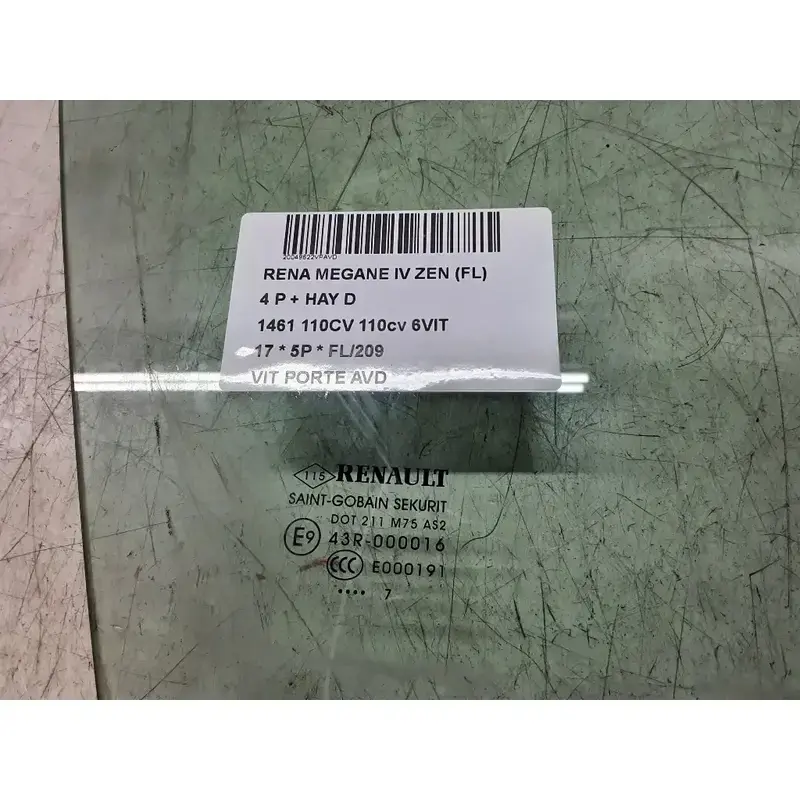 20049622VPAVD
RENA MEGANE IV ZEN (FL)
4 P + HAY D
1461 110CV 110cv 6VIT
17 * 5P * FL/209
VIT PORTE AVD
115 RENAULT
SAINT-GOBAIN SEKURIT
DOT 211 M75 AS2
E9 43R-000016
CCC E000191
•••• 7